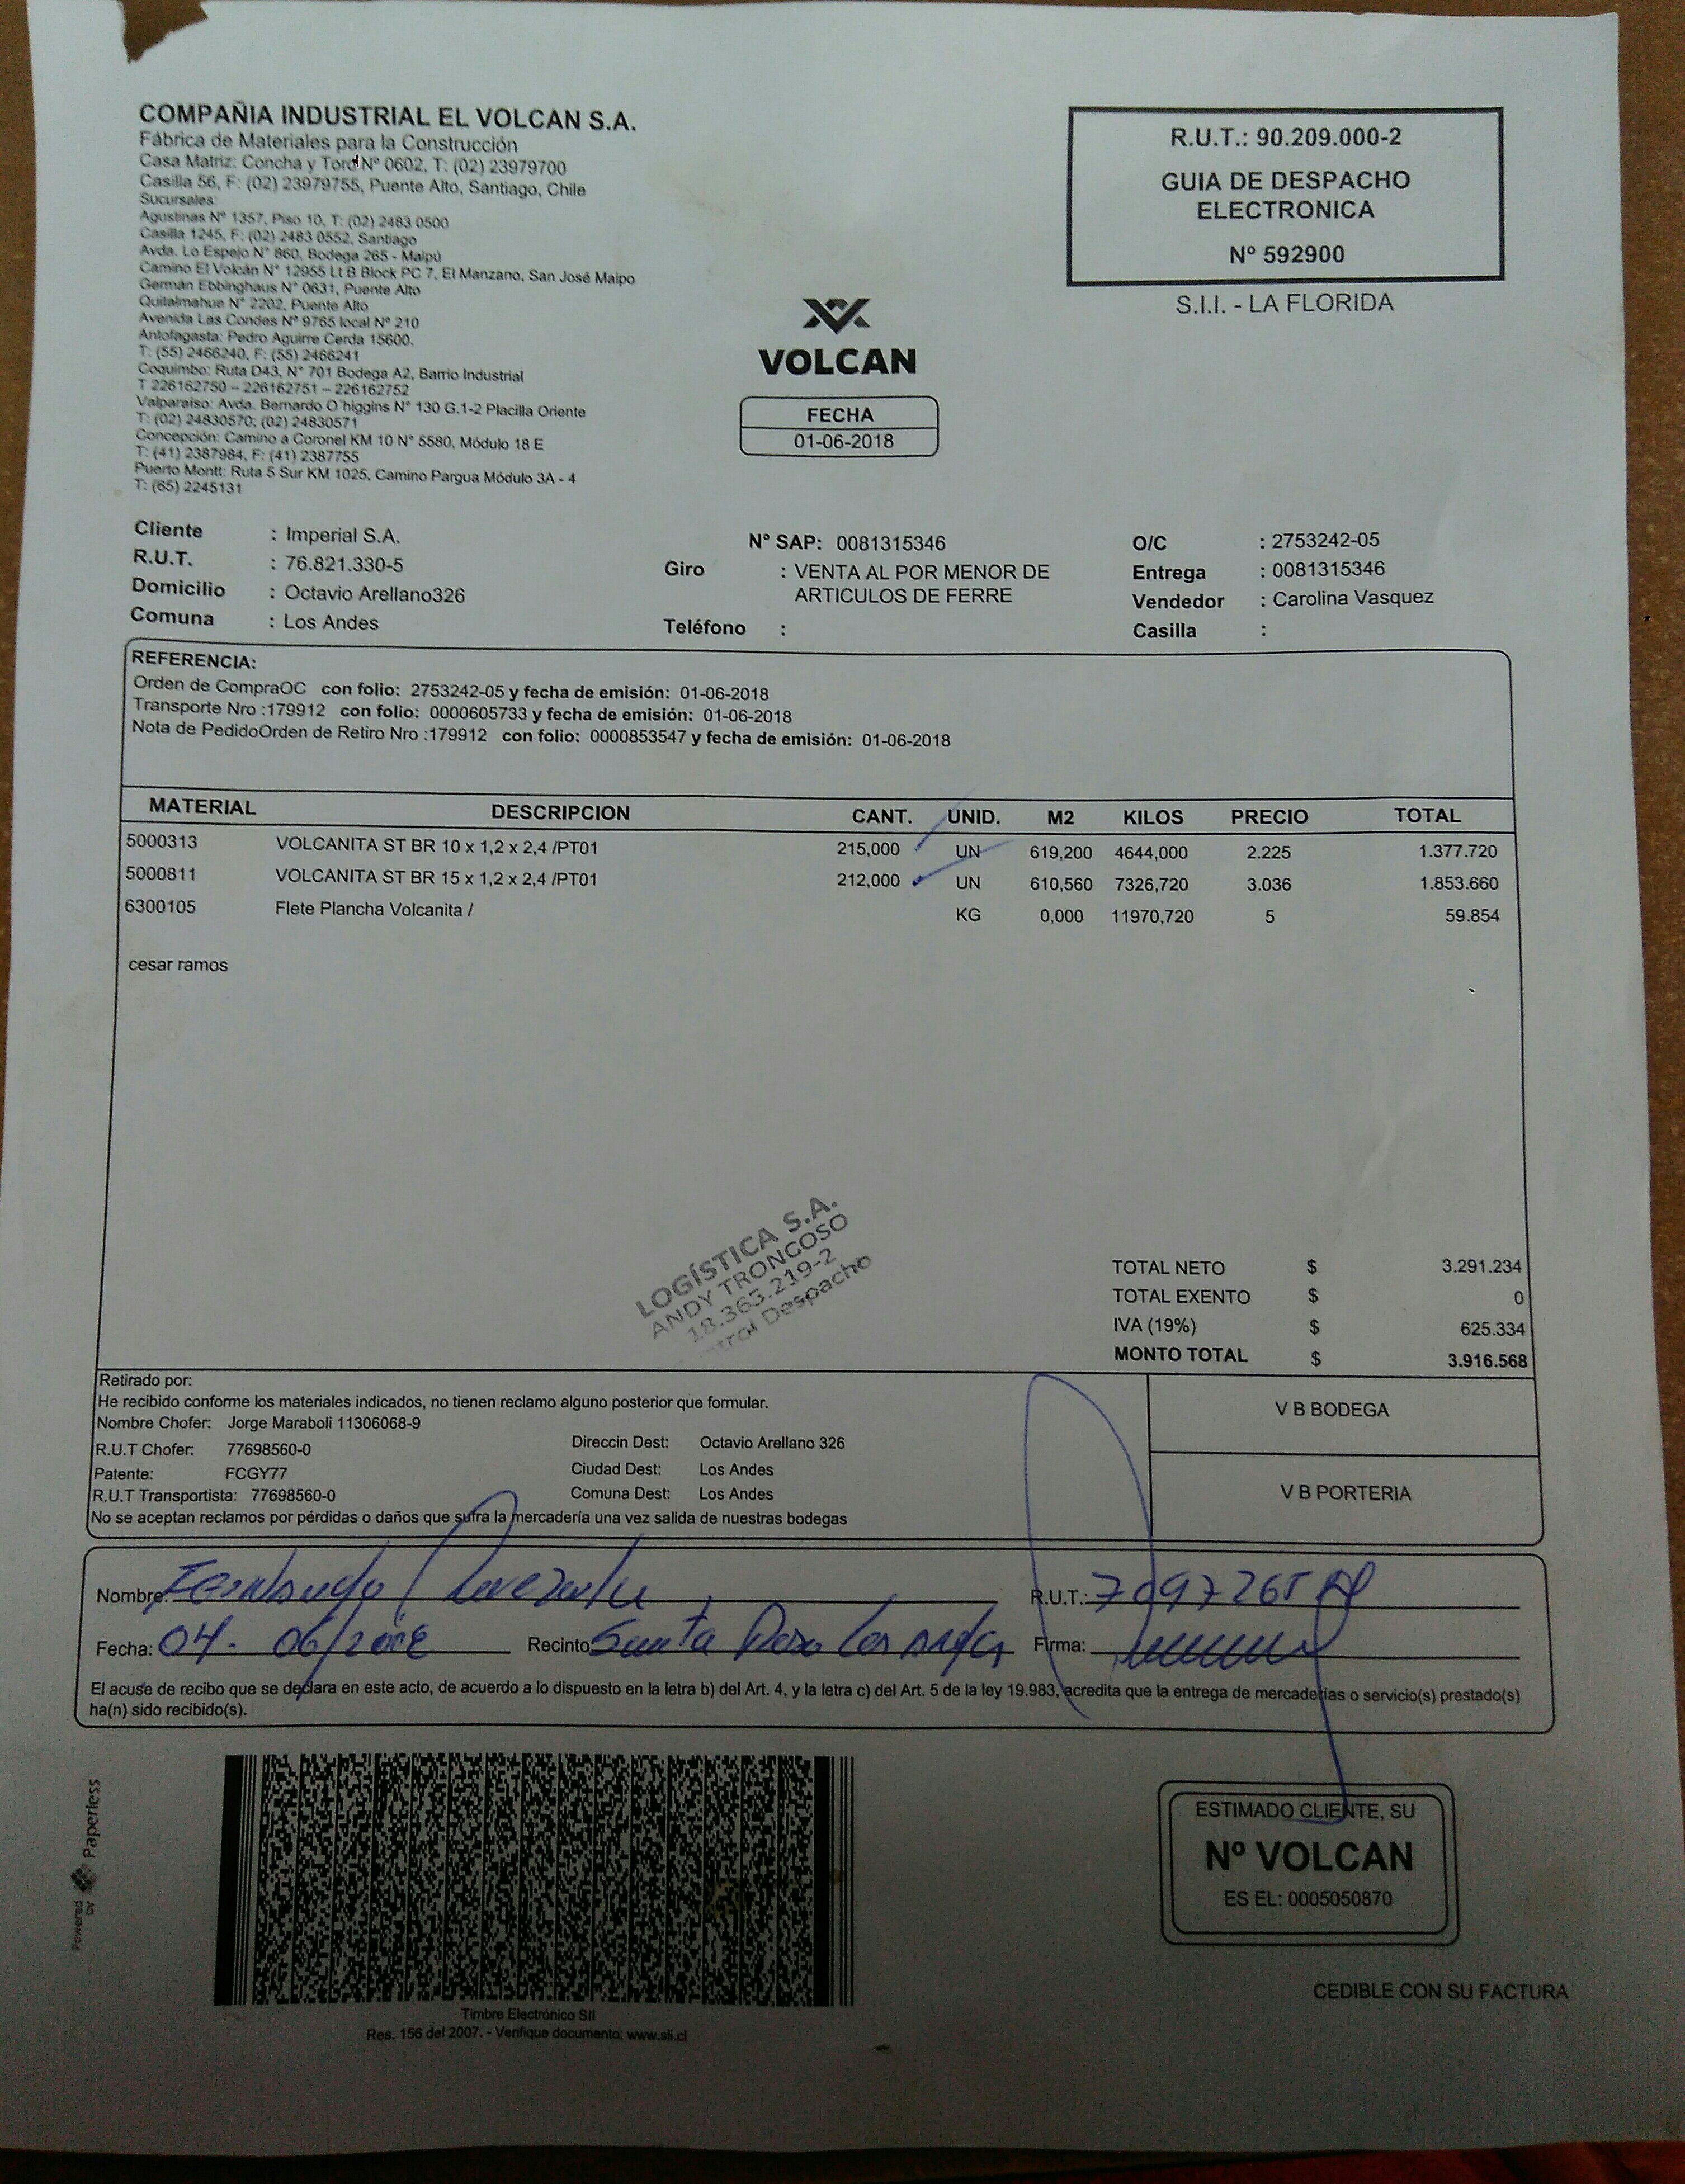 COMPAÑIA INDUSTRIAL EL VOLCAN S.A.
Fábrica de Materiales para la Construcción
Casa Matriz: Concha y Toro Nº 0602, T: (02) 23979700
Casilla 56, F: (02) 23979755, Puente Alto, Santiago, Chile
Sucursales:
Agustinas Nº 1357, Piso 10, T: (02) 2483 0500
Casilla 1245, F: (02) 2483 0552, Santiago
Avda. Lo Espejo N° 860, Bodega 265 - Maipú
Camino El Volcán N° 12955 Lt B Block PC 7, El Manzano, San José Maipo
Germán Ebbinghaus N° 0631, Puente Alto
Quitalmahue N° 2202, Puente Alto
Avenida Las Condes Nº 9765 local Nº 210
Antofagasta: Pedro Aguirre Cerda 15600.
T: (55) 2466240, F: (55) 2466241
Coquimbo: Ruta D43, N° 701 Bodega A2, Barrio Industrial
T 226162750 – 226162751 – 226162752
Valparaíso: Avda. Bernardo O´higgins N° 130 G.1-2 Placilla Oriente
T: (02) 24830570; (02) 24830571
Concepción: Camino a Coronel KM 10 N° 5580, Módulo 18 E
T: (41) 2387984, F: (41) 2387755
Puerto Montt: Ruta 5 Sur KM 1025, Camino Pargua Módulo 3A - 4
T: (65) 2245131
VOLCAN
FECHA
01-06-2018
R.U.T.: 90.209.000-2
GUIA DE DESPACHO
ELECTRONICA
Nº 592900
S.I.I. - LA FLORIDA
Cliente : Imperial S.A.
R.U.T. : 76.821.330-5
Domicilio : Octavio Arellano326
Comuna : Los Andes
N° SAP: 0081315346
Giro : VENTA AL POR MENOR DE
ARTICULOS DE FERRE
Teléfono :
O/C : 2753242-05
Entrega : 0081315346
Vendedor : Carolina Vasquez
Casilla :
REFERENCIA:
Orden de CompraOC con folio: 2753242-05 y fecha de emisión: 01-06-2018
Transporte Nro :179912 con folio: 0000605733 y fecha de emisión: 01-06-2018
Nota de PedidoOrden de Retiro Nro :179912 con folio: 0000853547 y fecha de emisión: 01-06-2018
MATERIAL DESCRIPCION CANT. UNID. M2 KILOS PRECIO TOTAL
5000313 VOLCANITA ST BR 10 x 1,2 x 2,4 /PT01 215,000 UN 619,200 4644,000 2.225 1.377.720
5000811 VOLCANITA ST BR 15 x 1,2 x 2,4 /PT01 212,000 UN 610,560 7326,720 3.036 1.853.660
6300105 Flete Plancha Volcanita / KG 0,000 11970,720 5 59.854
cesar ramos
LOGÍSTICA S.A.
ANDY TRONCOSO
18.363.219-2
Despacho
TOTAL NETO $ 3.291.234
TOTAL EXENTO $ 0
IVA (19%) $ 625.334
MONTO TOTAL $ 3.916.568
Retirado por:
He recibido conforme los materiales indicados, no tienen reclamo alguno posterior que formular.
Nombre Chofer: Jorge Maraboli 11306068-9
R.U.T Chofer: 77698560-0 Direccin Dest: Octavio Arellano 326
Patente: FCGY77 Ciudad Dest: Los Andes
R.U.T Transportista: 77698560-0 Comuna Dest: Los Andes
No se aceptan reclamos por pérdidas o daños que sufra la mercadería una vez salida de nuestras bodegas
V B BODEGA
V B PORTERIA
Nombre: Fernando R.U.T.:
Fecha: 04-06/2018 Recinto Santa Rosa Los Andes Firma:
El acuse de recibo que se declara en este acto, de acuerdo a lo dispuesto en la letra b) del Art. 4, y la letra c) del Art. 5 de la ley 19.983, acredita que la entrega de mercaderías o servicio(s) prestado(s)
ha(n) sido recibido(s).
Powered by Paperless
Timbre Electrónico SII
Res. 156 del 2007. - Verifique documento: www.sii.cl
ESTIMADO CLIENTE, SU
Nº VOLCAN
ES EL: 0005050870
CEDIBLE CON SU FACTURA